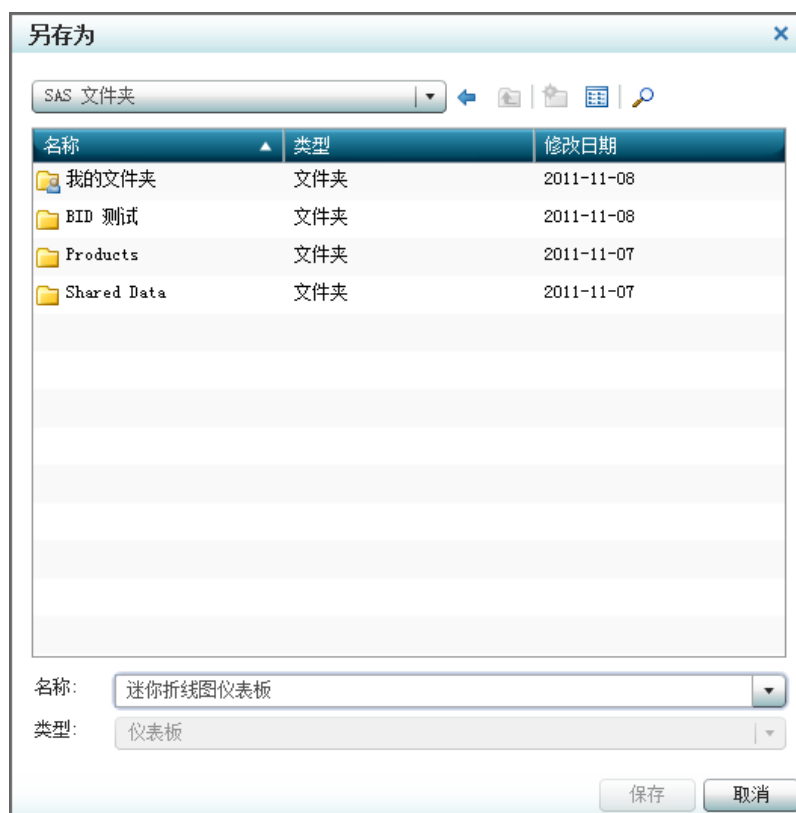 另存为
SAS 文件夹
名称 类型 修改日期
我的文件夹 文件夹 2011-11-08
BID 测试 文件夹 2011-11-08
Products 文件夹 2011-11-07
Shared Data 文件夹 2011-11-07
名称: 迷你折线图仪表板
类型: 仪表板
保存 取消